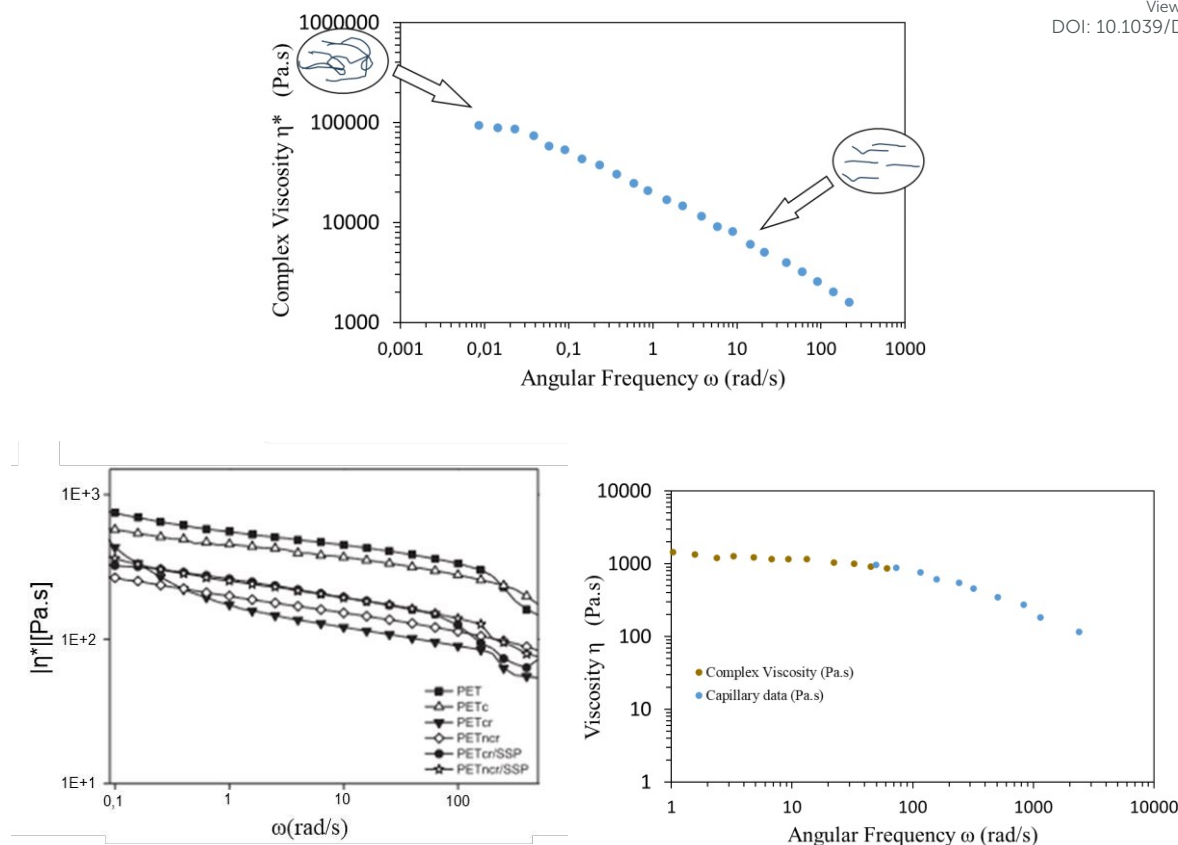 View
DOI: 10.1039/D
Complex Viscosity η* (Pa.s)
1000000
100000
10000
1000
0,001 0,01 0,1 1 10 100 1000
Angular Frequency ω (rad/s)
|η*|[Pa.s]
1E+3
1E+2
1E+1
PET
PETc
PETcr
PETncr
PETcr/SSP
PETncr/SSP
0,1 1 10 100
ω(rad/s)
Viscosity η (Pa.s)
10000
1000
100
10
1
Complex Viscosity (Pa.s)
Capillary data (Pa.s)
1 10 100 1000 10000
Angular Frequency ω (rad/s)